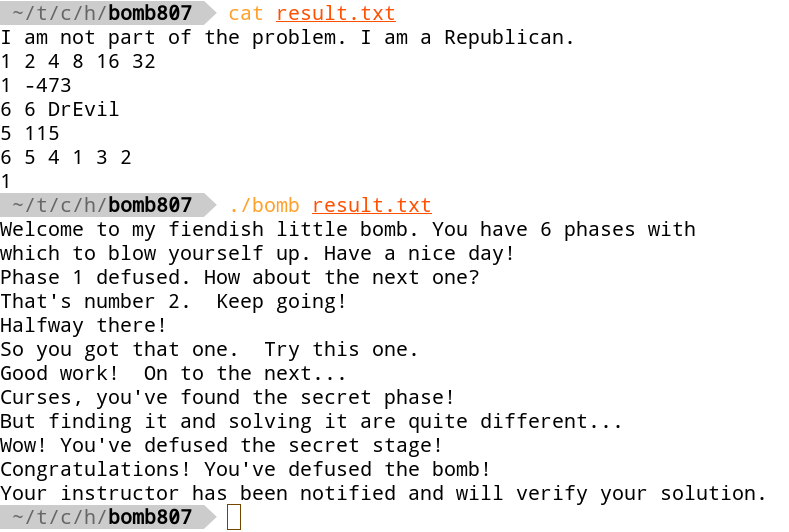 ~/t/c/h/bomb807 cat result.txt
I am not part of the problem. I am a Republican.
1 2 4 8 16 32
1 -473
6 6 DrEvil
5 115
6 5 4 1 3 2
1
~/t/c/h/bomb807 ./bomb result.txt
Welcome to my fiendish little bomb. You have 6 phases with
which to blow yourself up. Have a nice day!
Phase 1 defused. How about the next one?
That's number 2.  Keep going!
Halfway there!
So you got that one.  Try this one.
Good work!  On to the next...
Curses, you've found the secret phase!
But finding it and solving it are quite different...
Wow! You've defused the secret stage!
Congratulations! You've defused the bomb!
Your instructor has been notified and will verify your solution.
~/t/c/h/bomb807